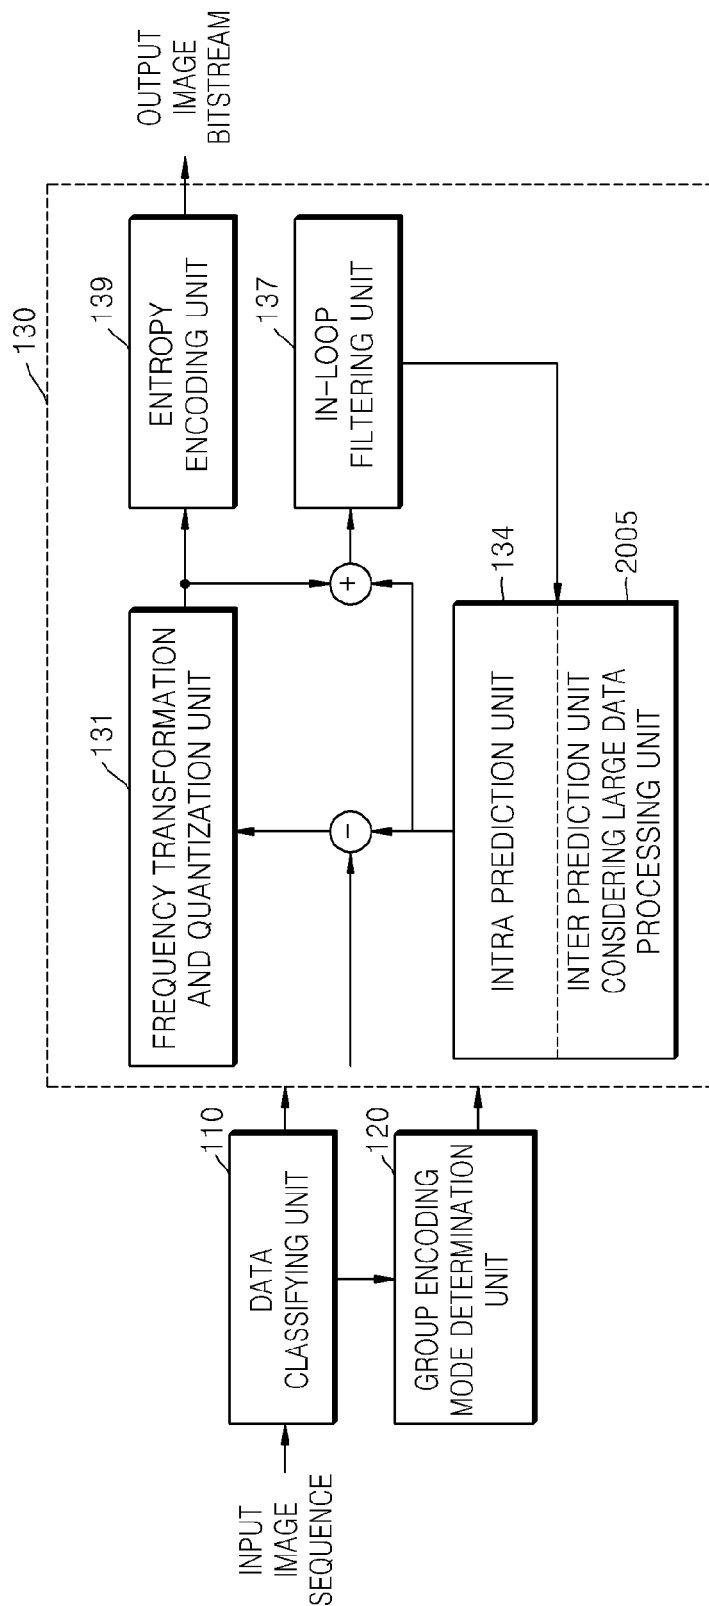 INPUT
IMAGE
SEQUENCE
110
DATA
CLASSIFYING UNIT
120
GROUP ENCODING
MODE DETERMINATION
UNIT
130
131
FREQUENCY TRANSFORMATION
AND QUANTIZATION UNIT
139
ENTROPY
ENCODING UNIT
OUTPUT
IMAGE
BITSTREAM
137
IN-LOOP
FILTERING UNIT
-
+
134
INTRA PREDICTION UNIT
2005
INTER PREDICTION UNIT
CONSIDERING LARGE DATA
PROCESSING UNIT